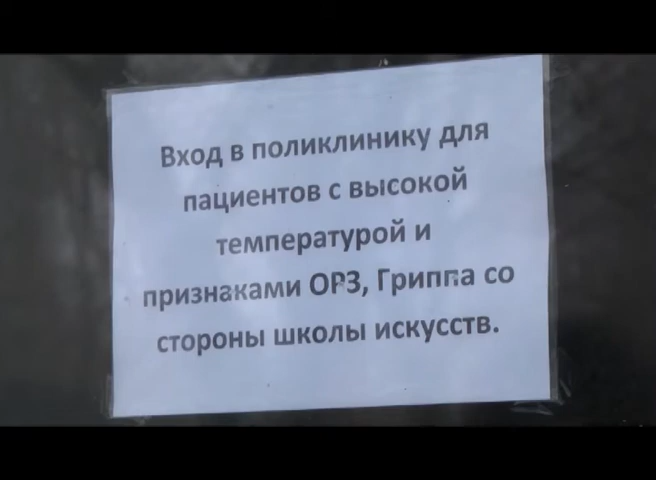 Вход в поликлинику для
пациентов с высокой
температурой и
признаками ОРЗ, Гриппа со
стороны школы искусств.